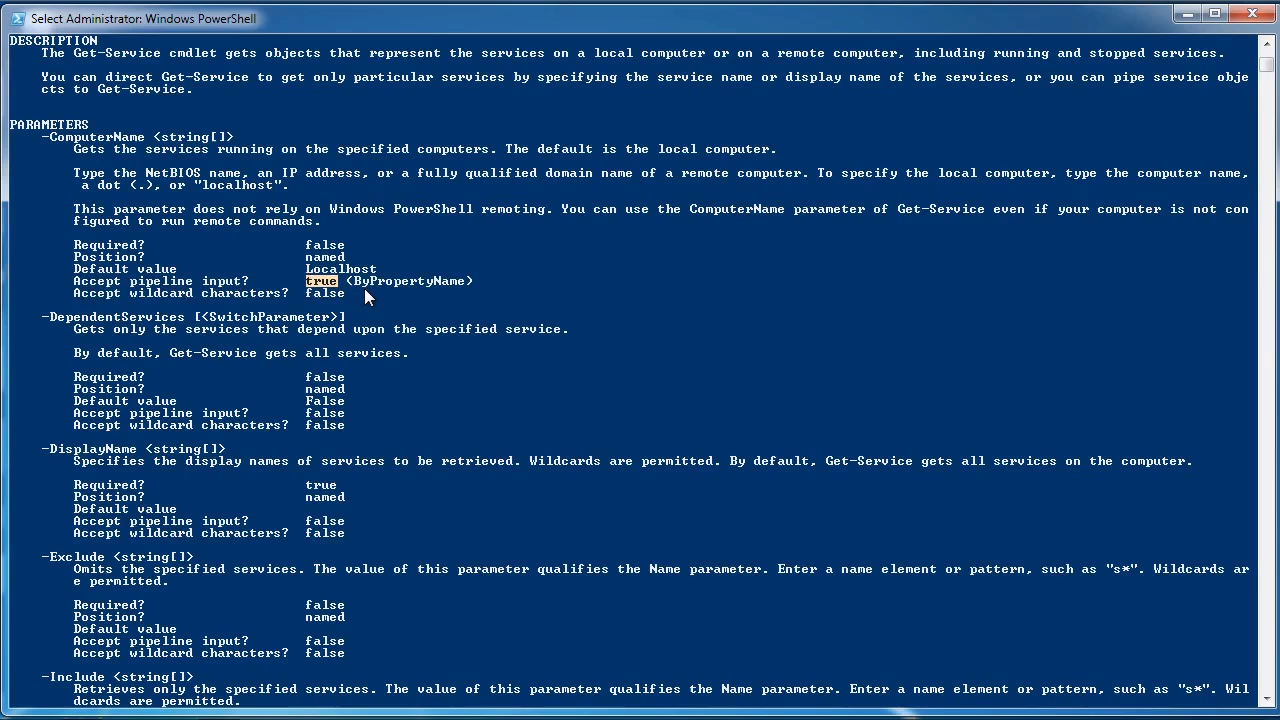 Select Administrator: Windows PowerShell
DESCRIPTION
The Get-Service cmdlet gets objects that represent the services on a local computer or on a remote computer, including running and stopped services.
You can direct Get-Service to get only particular services by specifying the service name or display name of the services, or you can pipe service obje
cts to Get-Service.
PARAMETERS
-ComputerName <string[]>
Gets the services running on the specified computers. The default is the local computer.
Type the NetBIOS name, an IP address, or a fully qualified domain name of a remote computer. To specify the local computer, type the computer name,
a dot (.), or "localhost".
This parameter does not rely on Windows PowerShell remoting. You can use the ComputerName parameter of Get-Service even if your computer is not con
figured to run remote commands.
Required? false
Position? named
Default value Localhost
Accept pipeline input? true (ByPropertyName)
Accept wildcard characters? false
-DependentServices [<SwitchParameter>]
Gets only the services that depend upon the specified service.
By default, Get-Service gets all services.
Required? false
Position? named
Default value False
Accept pipeline input? false
Accept wildcard characters? false
-DisplayName <string[]>
Specifies the display names of services to be retrieved. Wildcards are permitted. By default, Get-Service gets all services on the computer.
Required? true
Position? named
Default value
Accept pipeline input? false
Accept wildcard characters? false
-Exclude <string[]>
Omits the specified services. The value of this parameter qualifies the Name parameter. Enter a name element or pattern, such as "s*". Wildcards ar
e permitted.
Required? false
Position? named
Default value
Accept pipeline input? false
Accept wildcard characters? false
-Include <string[]>
Retrieves only the specified services. The value of this parameter qualifies the Name parameter. Enter a name element or pattern, such as "s*". Wil
dcards are permitted.